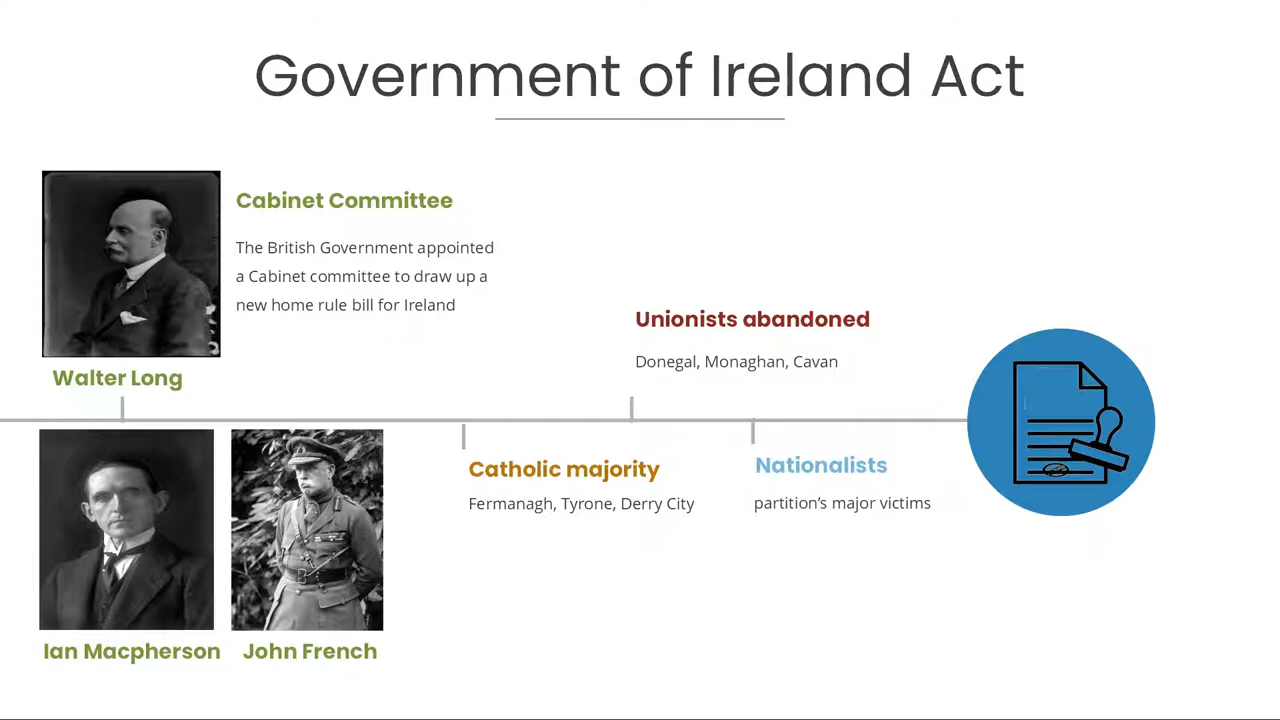 Government of Ireland Act
Cabinet Committee
The British Government appointed
a Cabinet committee to draw up a
new home rule bill for Ireland
Walter Long
Unionists abandoned
Donegal, Monaghan, Cavan
Catholic majority
Fermanagh, Tyrone, Derry City
Nationalists
partition’s major victims
Ian Macpherson
John French